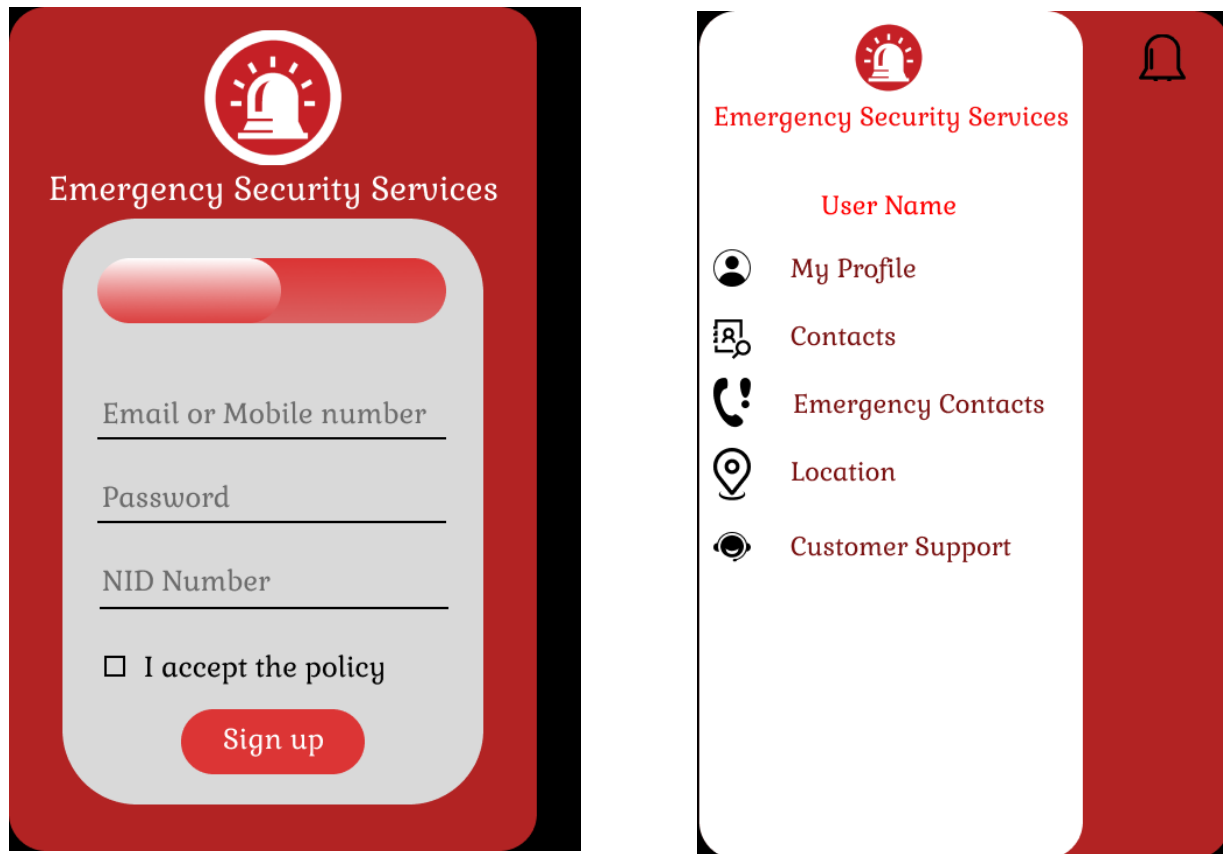 Emergency Security Services
Email or Mobile number
Password
NID Number
I accept the policy
Sign up
Emergency Security Services
User Name
My Profile
Contacts
Emergency Contacts
Location
Customer Support